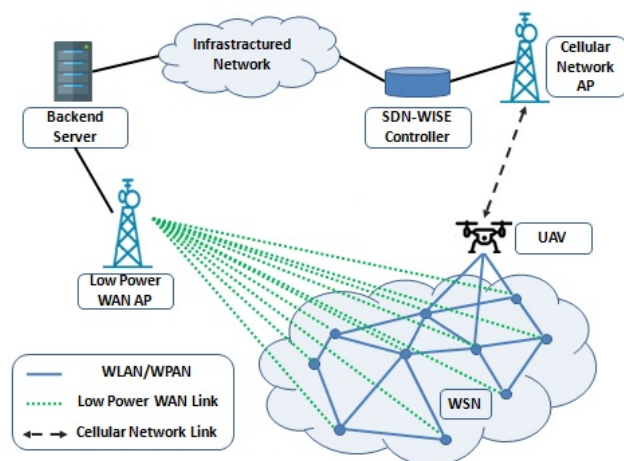 Infrastractured
Network
Cellular
Network
AP
Backend
Server
SDN-WISE
Controller
UAV
Low Power
WAN AP
WLAN/WPAN
Low Power WAN Link
Cellular Network Link
WSN